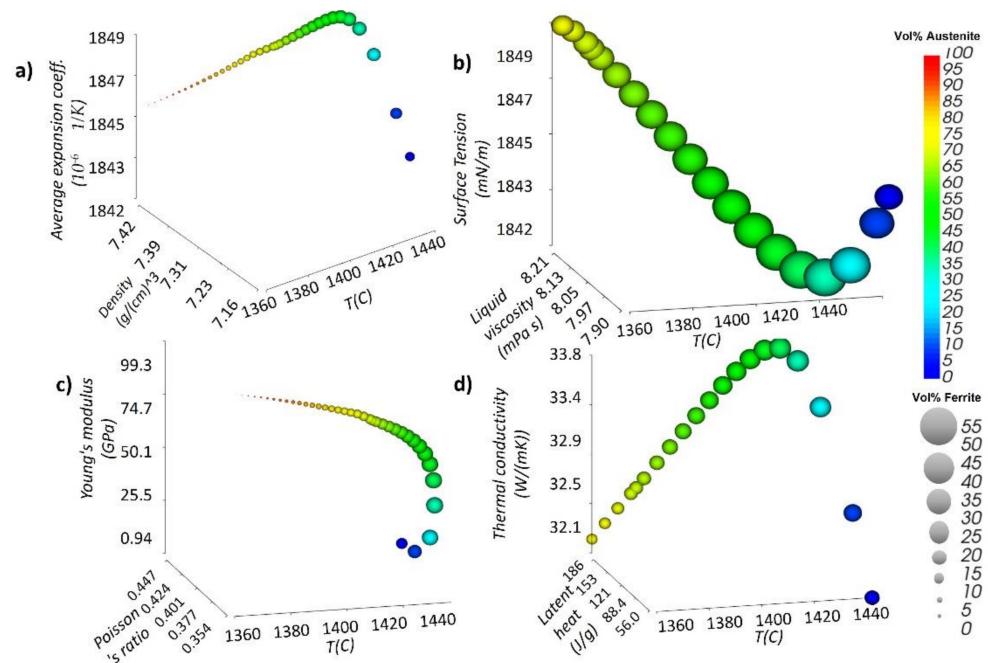 a)
Average expansion coeff.
(10⁻⁶ 1/K)
1849
1847
1845
1843
1842
7.42
7.39
7.31
7.23
7.16
Density
(g/(cm)^3
1360 1380 1400 1420 1440
T(C)
b)
Surface Tension
(mN/m)
1849
1847
1845
1843
1842
8.21
8.13
8.05
7.97
7.90
Liquid
viscosity
(mPa s)
1360 1380 1400 1420 1440
T(C)
Vol% Austenite
100
95
90
85
80
75
70
65
60
55
50
45
40
35
30
25
20
15
10
5
0
c)
Young's modulus
(GPa)
99.3
74.7
50.1
25.5
0.94
0.447
0.424
0.401
0.377
0.354
Poisson
's ratio
1360 1380 1400 1420 1440
T(C)
d)
Thermal conductivity
(W/(mK))
33.8
33.4
32.9
32.5
32.1
186
153
121
88.4
56.0
Latent
heat
(J/g)
1360 1380 1400 1420 1440
T(C)
Vol% Ferrite
55
50
45
40
35
30
25
20
15
10
5
0